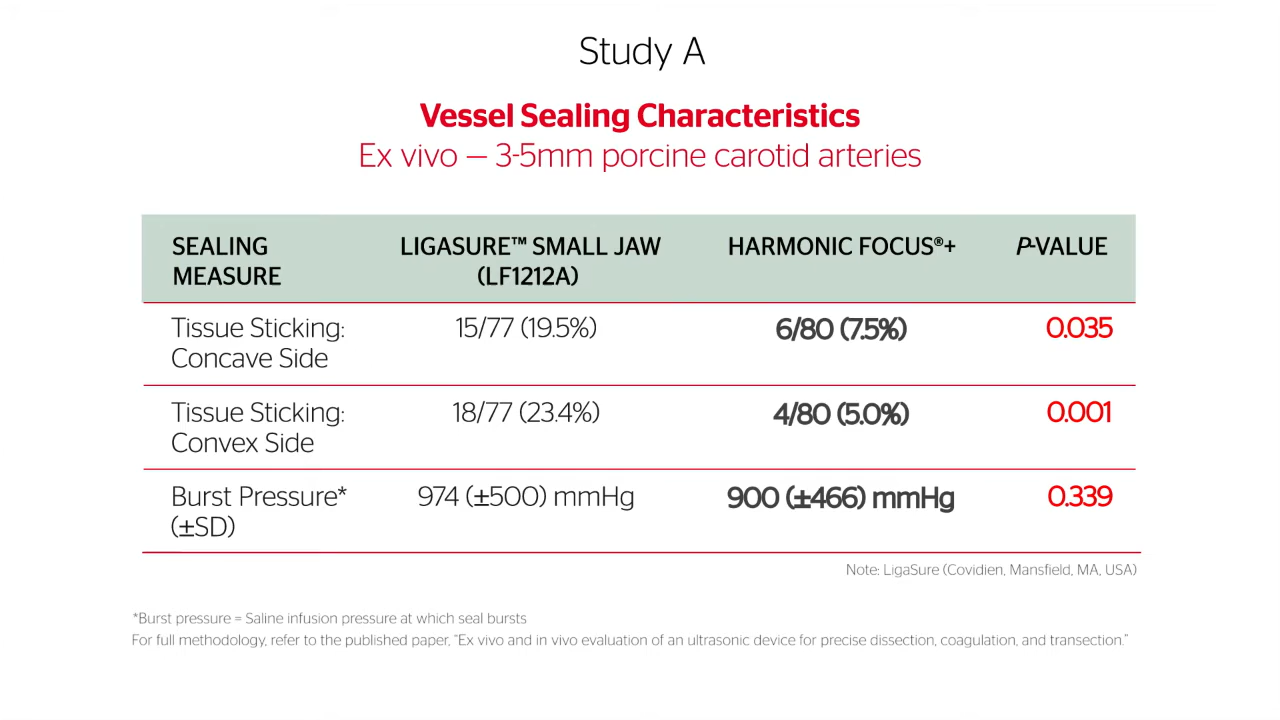 Study A
Vessel Sealing Characteristics
Ex vivo — 3-5mm porcine carotid arteries
SEALING MEASURE
LIGASURE™ SMALL JAW (LF1212A)
HARMONIC FOCUS®+
P-VALUE
Tissue Sticking: Concave Side
15/77 (19.5%)
6/80 (7.5%)
0.035
Tissue Sticking: Convex Side
18/77 (23.4%)
4/80 (5.0%)
0.001
Burst Pressure* (±SD)
974 (±500) mmHg
900 (±466) mmHg
0.339
Note: LigaSure (Covidien, Mansfield, MA, USA)
*Burst pressure = Saline infusion pressure at which seal bursts
For full methodology, refer to the published paper, “Ex vivo and in vivo evaluation of an ultrasonic device for precise dissection, coagulation, and transection.”